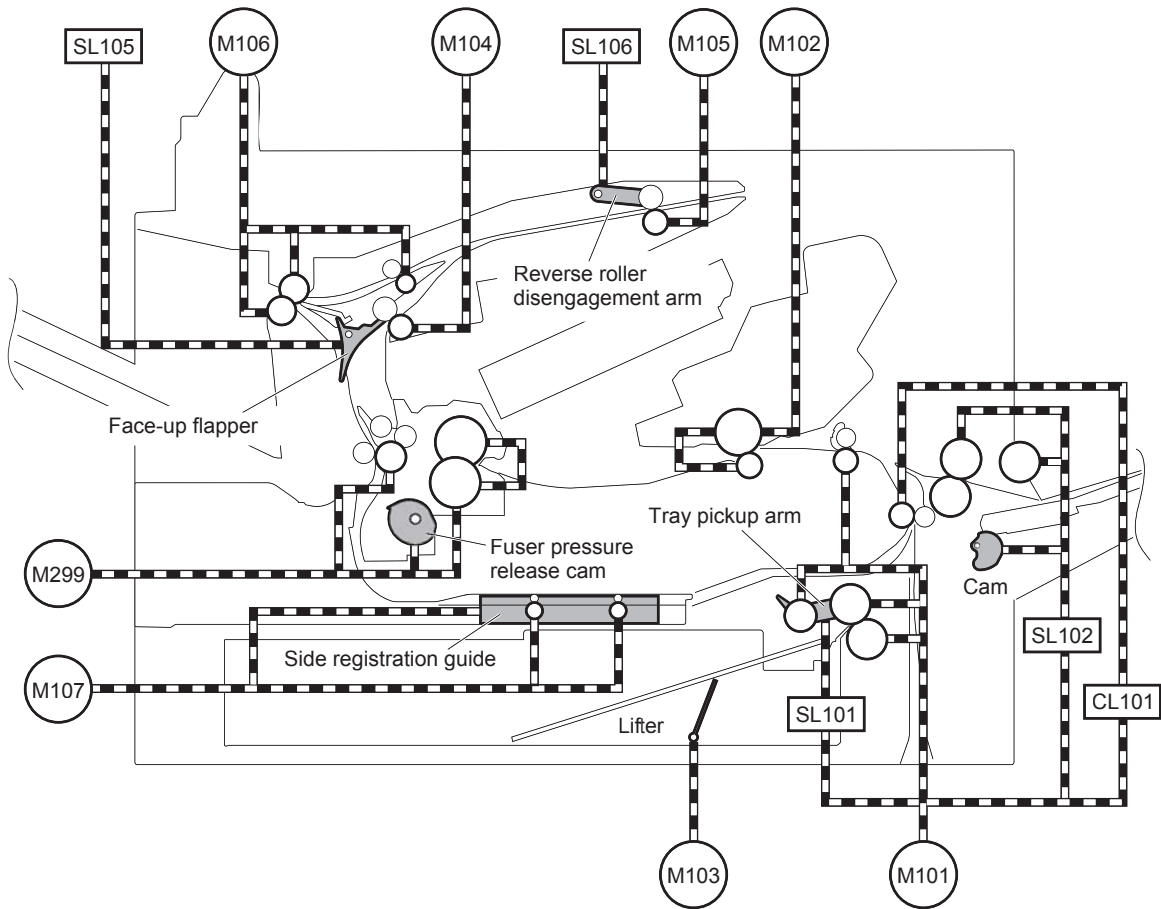 SL105
M106
M104
SL106
M105
M102
Reverse roller
disengagement arm
Face-up flapper
Tray pickup arm
Fuser pressure
release cam
M299
Cam
Side registration guide
SL102
M107
Lifter
SL101
CL101
M103
M101